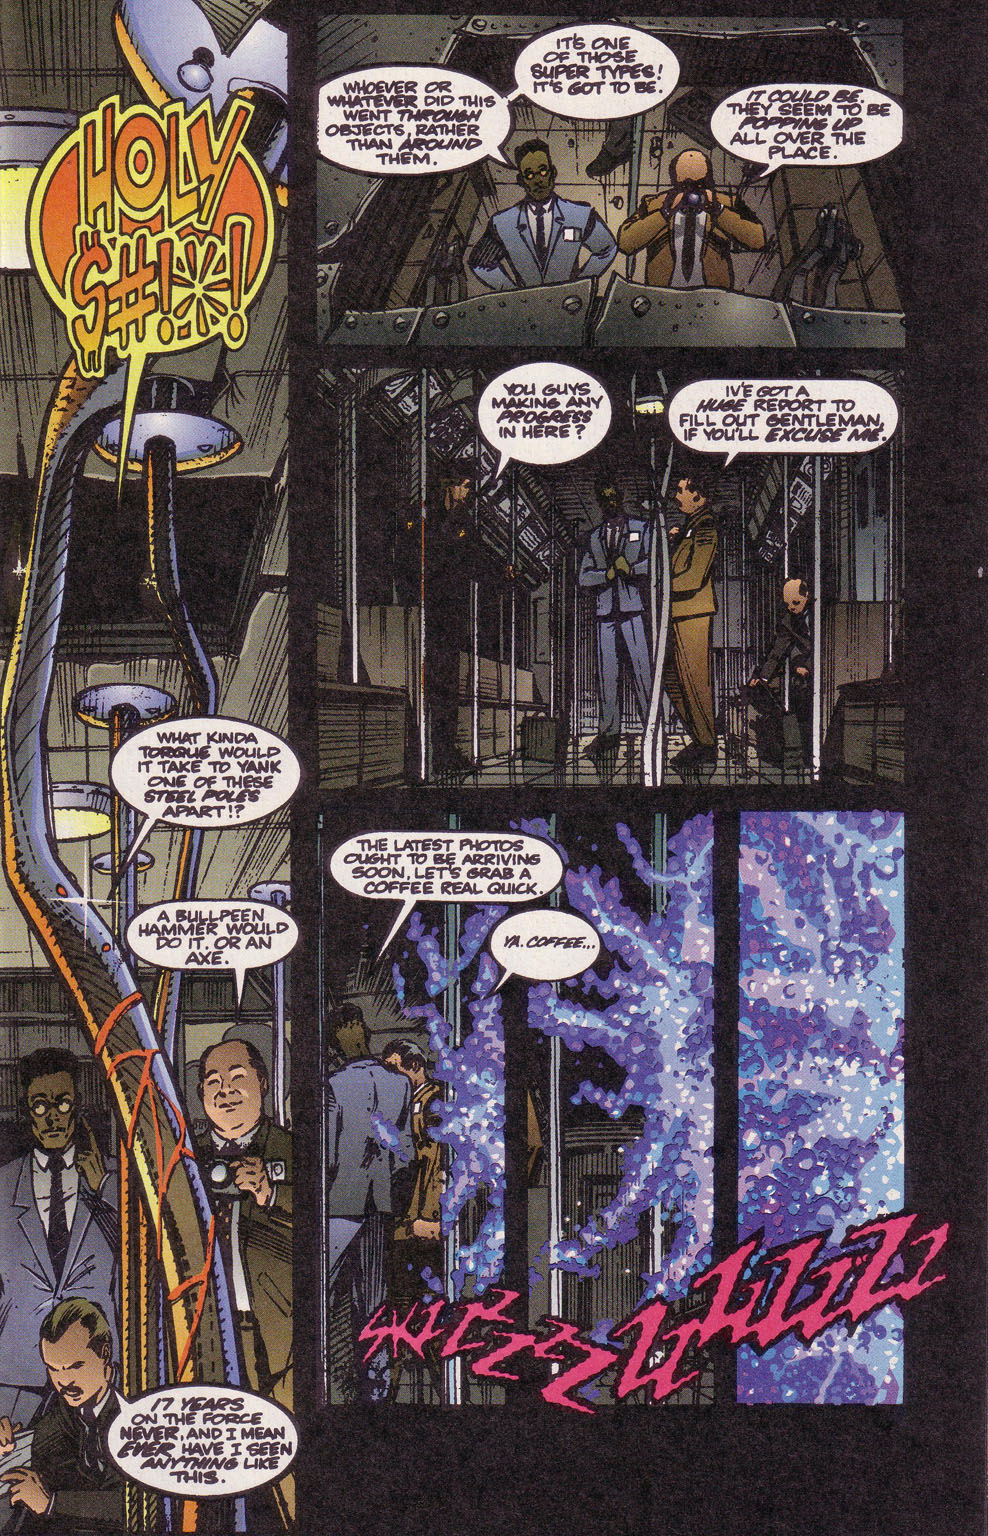 HOLY
$#!*!
WHAT KINDA
TORQUE WOULD
IT TAKE TO YANK
ONE OF THESE
STEEL POLES
APART!?
A BULLPEEN
HAMMER WOULD
DO IT. OR AN
AXE.
17 YEARS
ON THE FORCE
NEVER, AND I MEAN
EVER HAVE I SEEN
ANYTHING LIKE
THIS.
WHOEVER OR
WHATEVER DID THIS
WENT THROUGH
OBJECTS, RATHER
THAN AROUND
THEM.
IT'S ONE
OF THOSE
SUPER TYPES!
IT'S GOT TO BE.
IT COULD BE.
THEY SEEM TO BE
POPPING UP
ALL OVER THE
PLACE.
YOU GUYS
MAKING ANY
PROGRESS
IN HERE?
IV'E GOT A
HUGE REPORT TO
FILL OUT GENTLEMAN,
IF YOU'LL EXCUSE ME.
THE LATEST PHOTOS
OUGHT TO BE ARRIVING
SOON, LET'S GRAB A
COFFEE REAL QUICK.
YA. COFFEE...